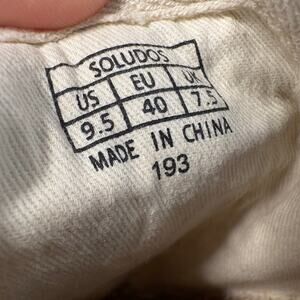 SOLUDOS
US EU UK
9.5 40 7.5
MADE IN CHINA
193